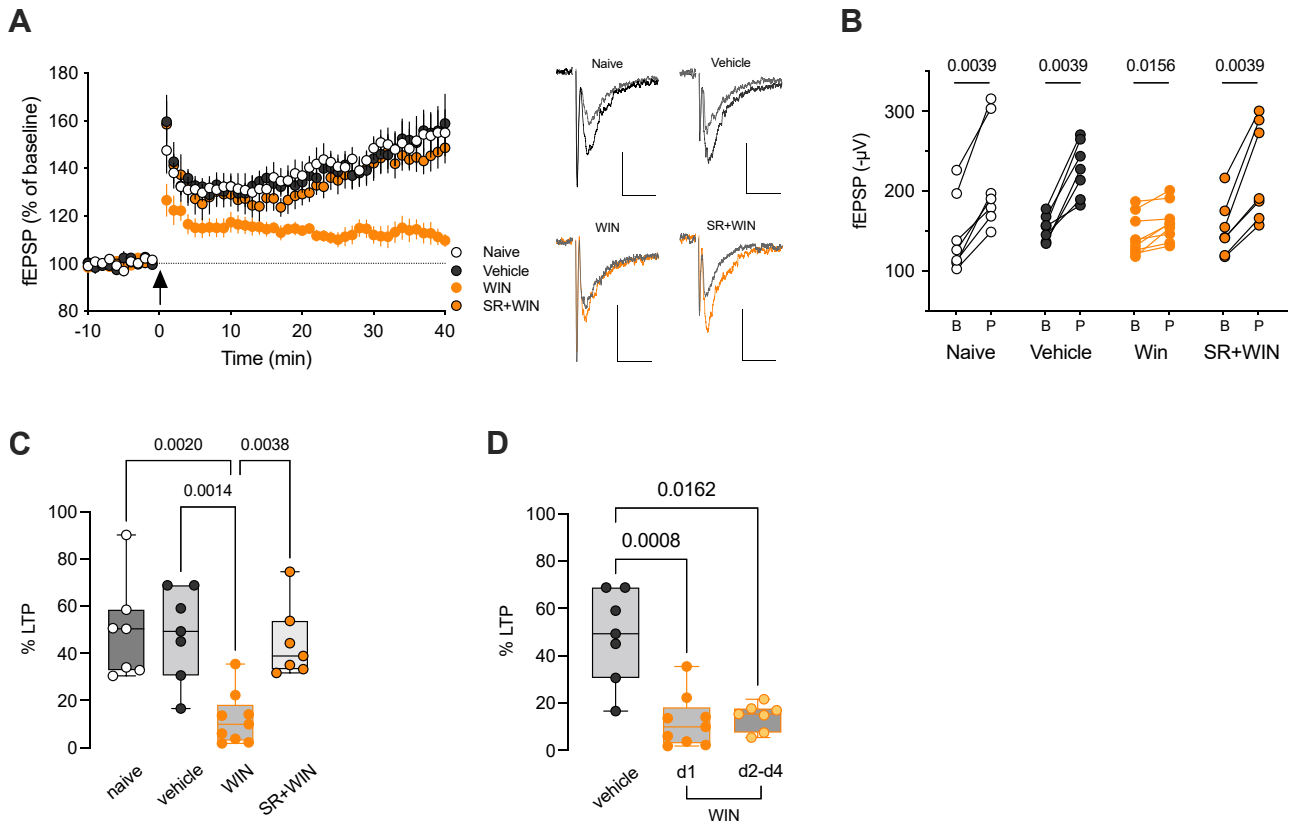 A
fEPSP (% of baseline)
180
160
140
120
100
80
-10 0 10 20 30 40
Time (min)
Naive
Vehicle
WIN
SR+WIN
Naive
Vehicle
WIN
SR+WIN
B
0.0039 0.0039 0.0156 0.0039
fEPSP (-µV)
300
200
100
B P B P B P B P
Naive Vehicle Win SR+WIN
C
0.0020 0.0038
0.0014
% LTP
100
80
60
40
20
0
naive vehicle WIN SR+WIN
D
0.0162
0.0008
% LTP
100
80
60
40
20
0
vehicle d1 d2-d4
WIN